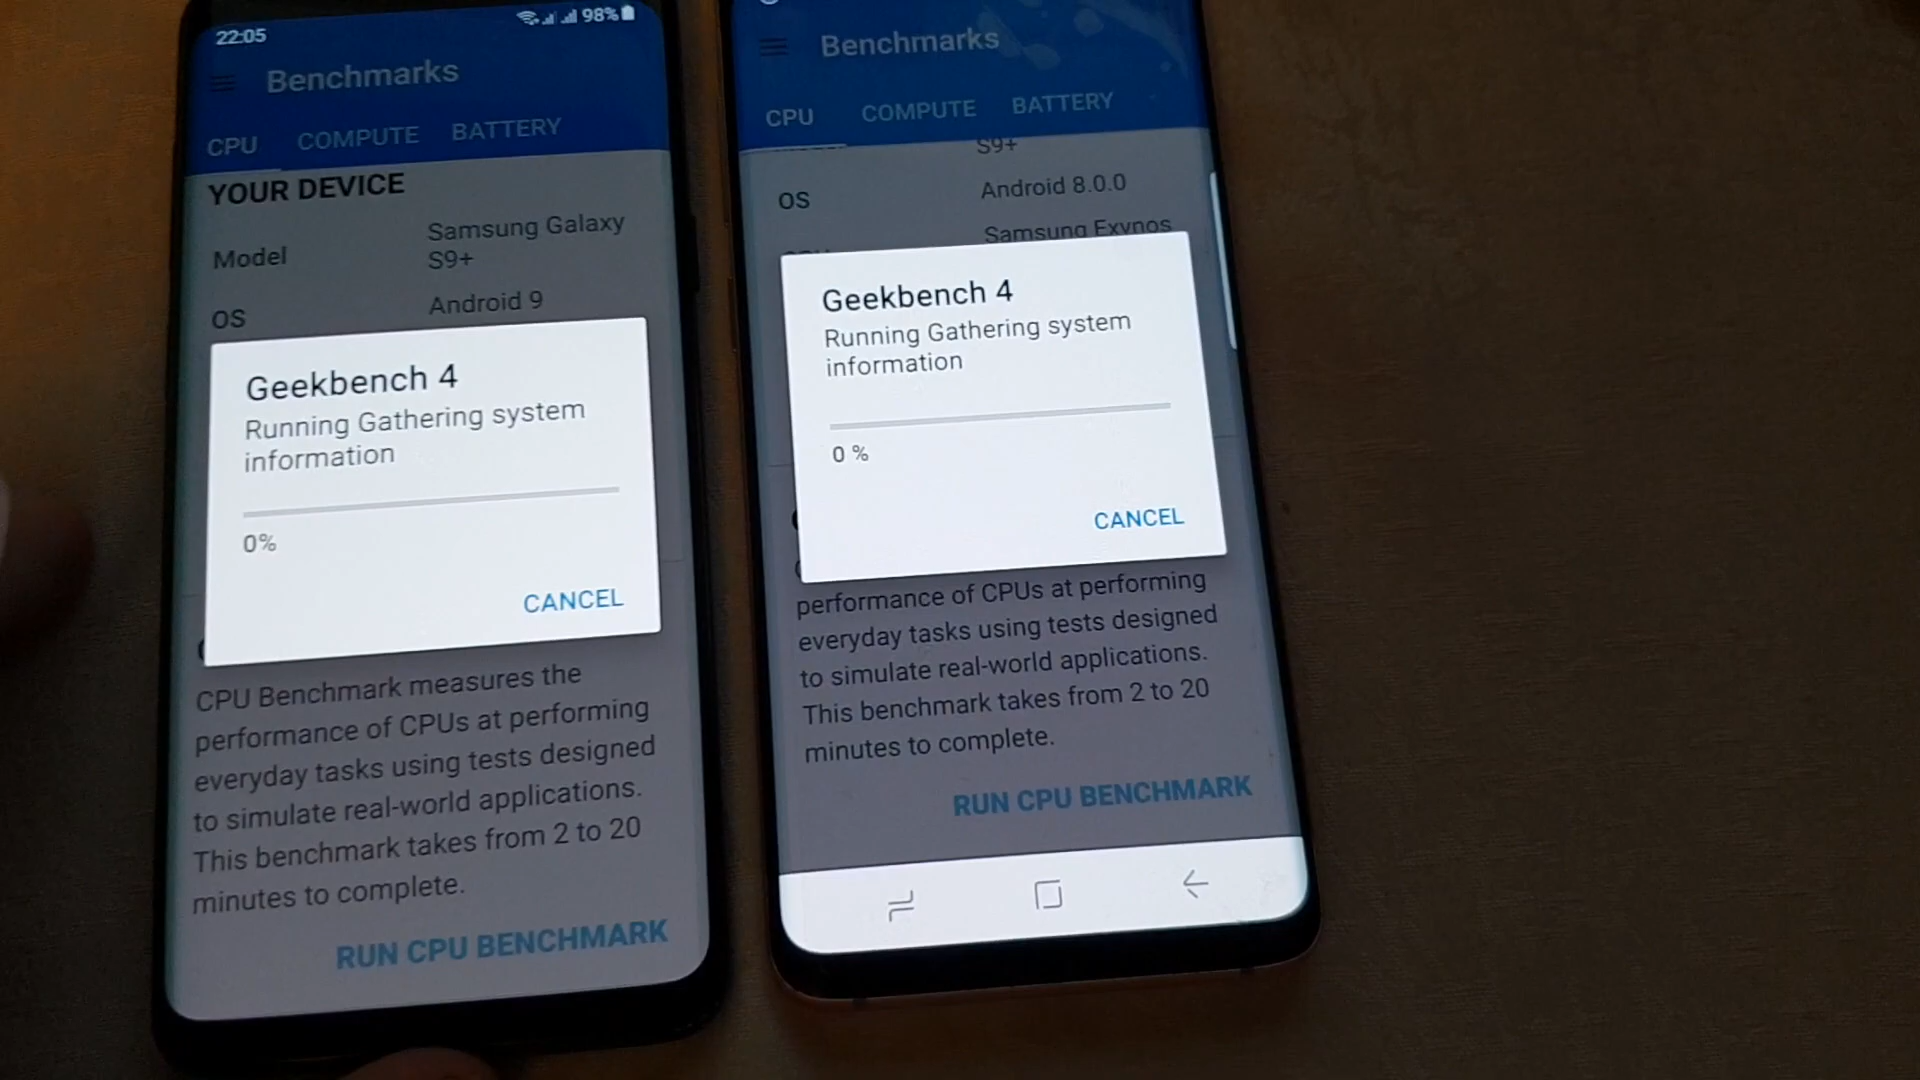 22:05
98%
Benchmarks
CPU COMPUTE BATTERY
YOUR DEVICE
Model
Samsung Galaxy
S9+
OS
Android 9
Geekbench 4
Running Gathering system
information
0%
CANCEL
CPU Benchmark measures the
performance of CPUs at performing
everyday tasks using tests designed
to simulate real-world applications.
This benchmark takes from 2 to 20
minutes to complete.
RUN CPU BENCHMARK
Benchmarks
CPU COMPUTE BATTERY
S9+
OS
Android 8.0.0
Samsung Exynos
Geekbench 4
Running Gathering system
information
0 %
CANCEL
performance of CPUs at performing
everyday tasks using tests designed
to simulate real-world applications.
This benchmark takes from 2 to 20
minutes to complete.
RUN CPU BENCHMARK